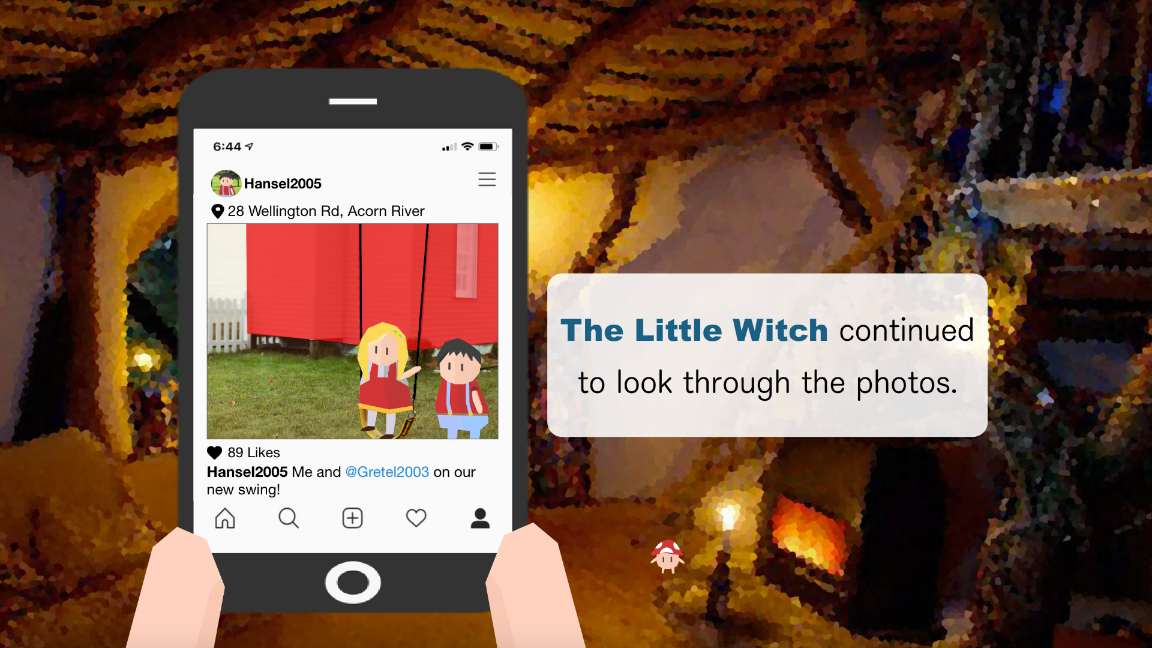 6:44
Hansel2005
28 Wellington Rd, Acorn River
89 Likes
Hansel2005 Me and @Gretel2003 on our
new swing!
The Little Witch continued
to look through the photos.